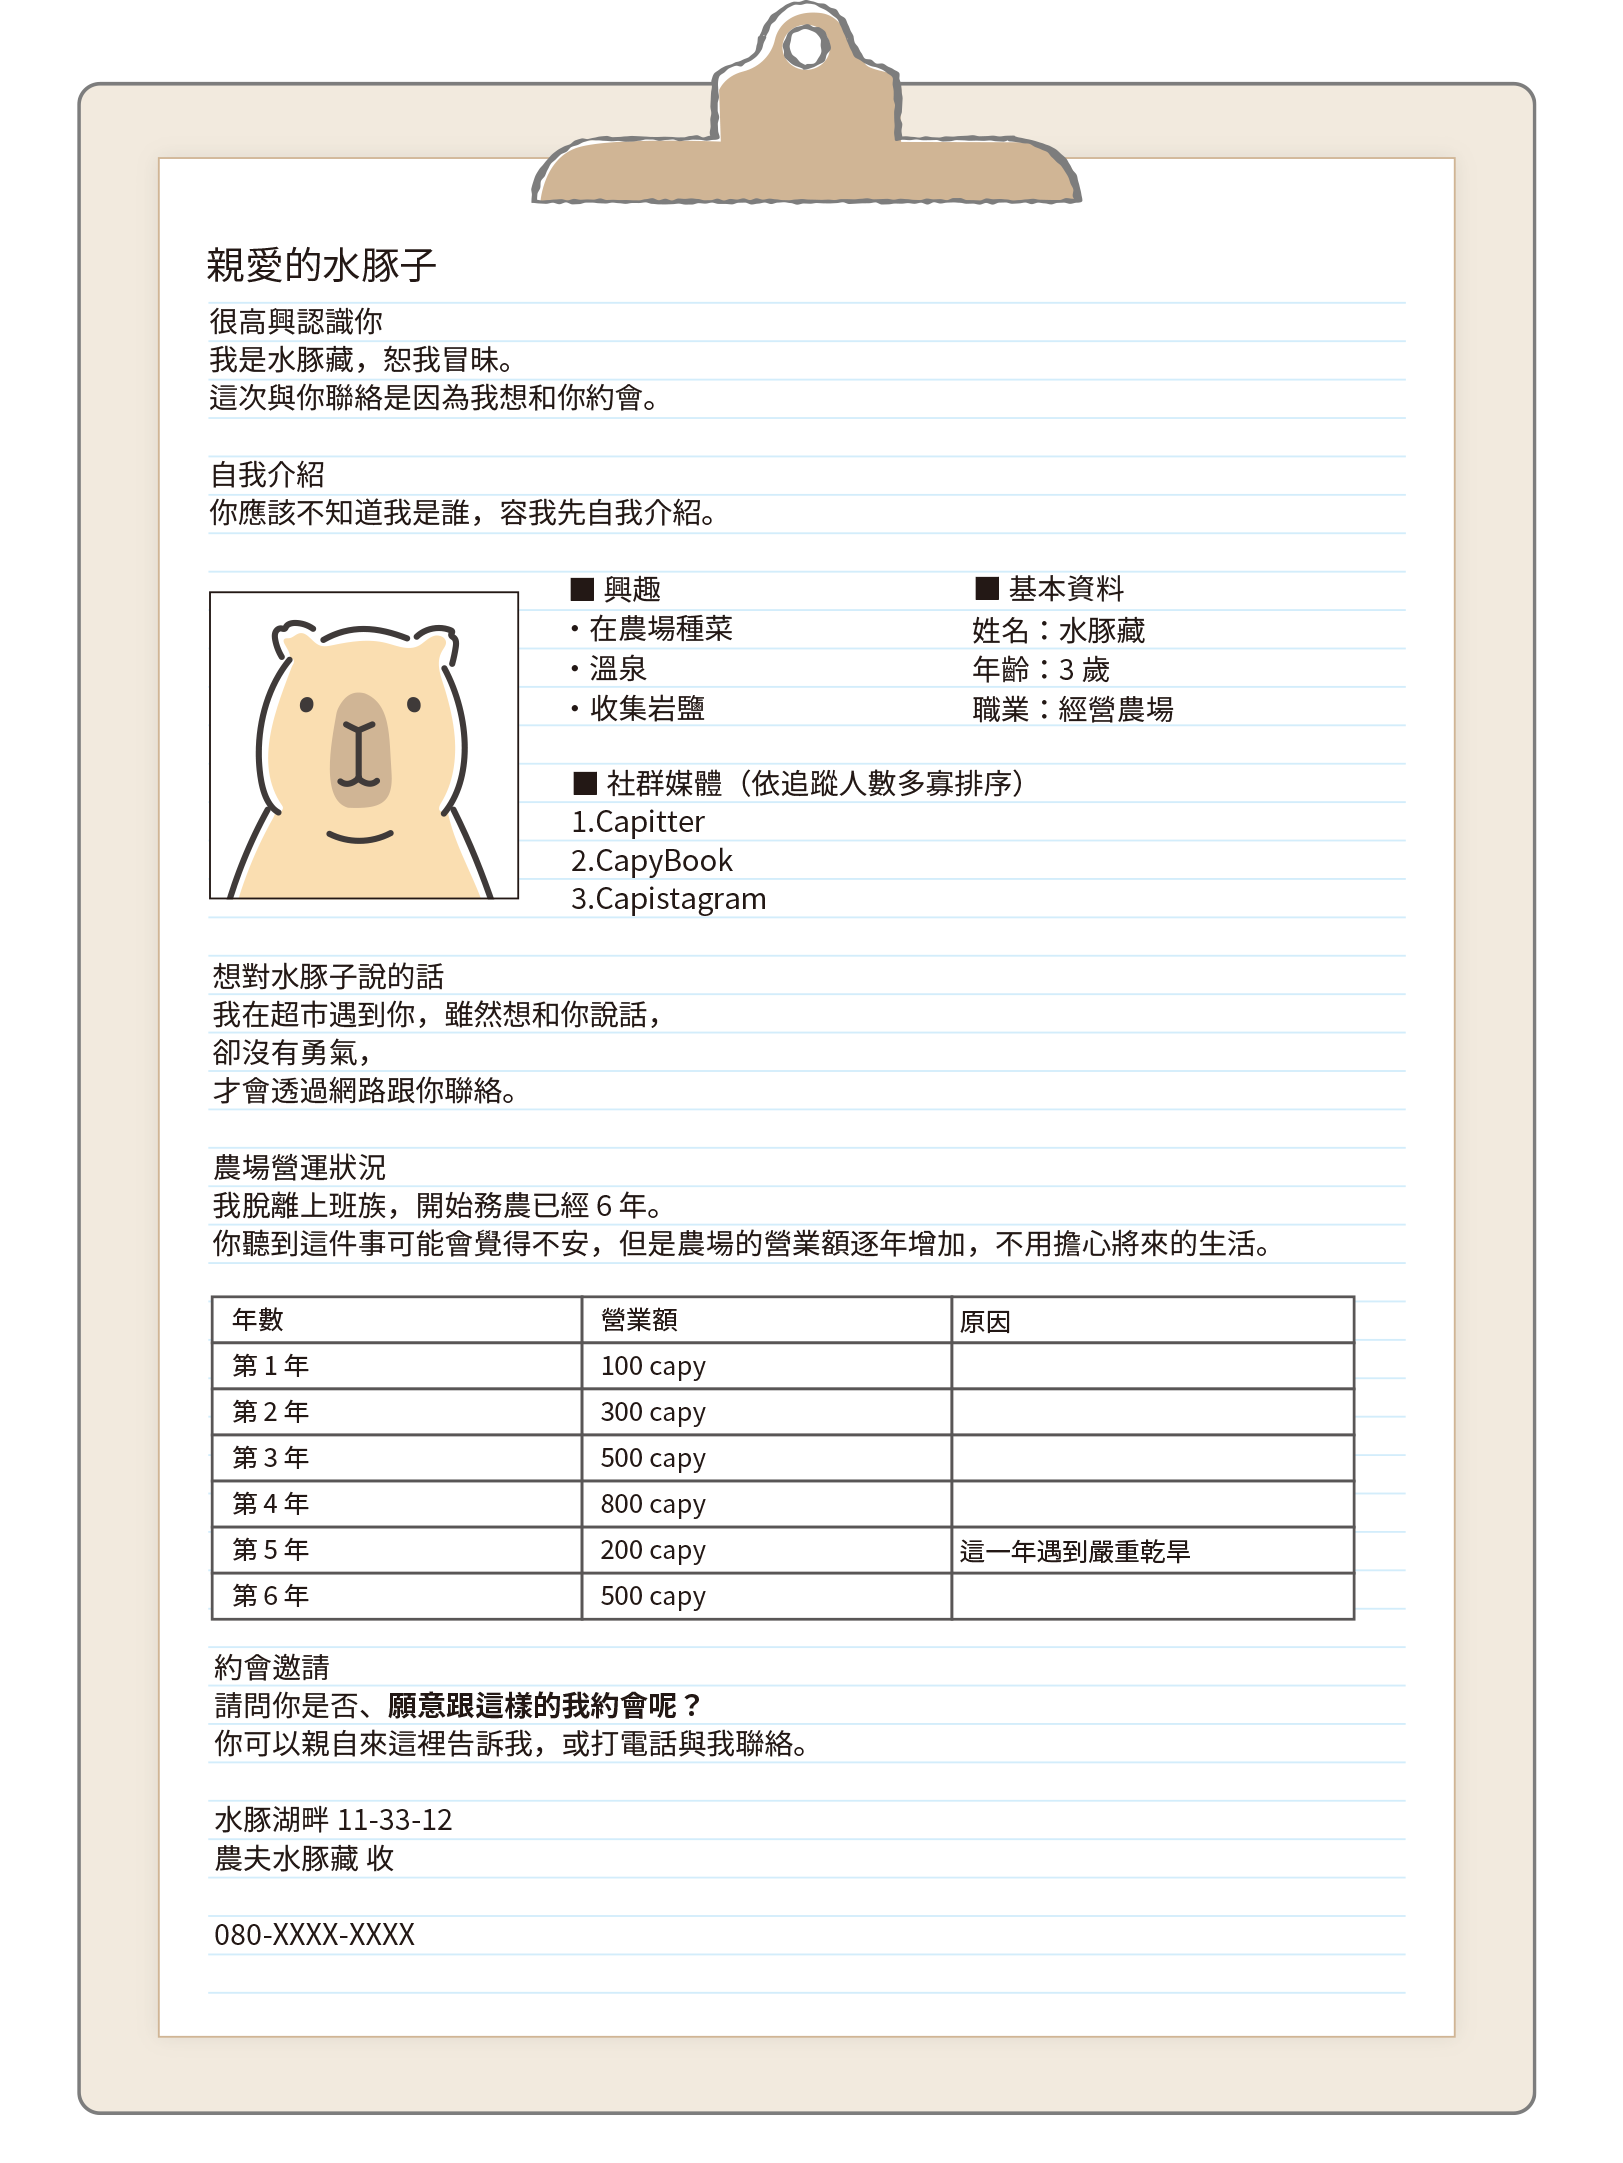 親愛的水豚子
很高興認識你
我是水豚藏，恕我冒昧。
這次與你聯絡是因為我想和你約會。
自我介紹
你應該不知道我是誰，容我先自我介紹。
■ 興趣
・在農場種菜
・溫泉
・收集岩鹽
■ 基本資料
姓名：水豚藏
年齡：3 歲
職業：經營農場
■ 社群媒體（依追蹤人數多寡排序）
1.Capitter
2.CapyBook
3.Capistagram
想對水豚子說的話
我在超市遇到你，雖然想和你說話，
卻沒有勇氣，
才會透過網路跟你聯絡。
農場營運狀況
我脫離上班族，開始務農已經 6 年。
你聽到這件事可能會覺得不安，但是農場的營業額逐年增加，不用擔心將來的生活。
年數 營業額 原因
第 1 年 100 capy
第 2 年 300 capy
第 3 年 500 capy
第 4 年 800 capy
第 5 年 200 capy 這一年遇到嚴重乾旱
第 6 年 500 capy
約會邀請
請問你是否、願意跟這樣的我約會呢？
你可以親自來這裡告訴我，或打電話與我聯絡。
水豚湖畔 11-33-12
農夫水豚藏 收
080-XXXX-XXXX